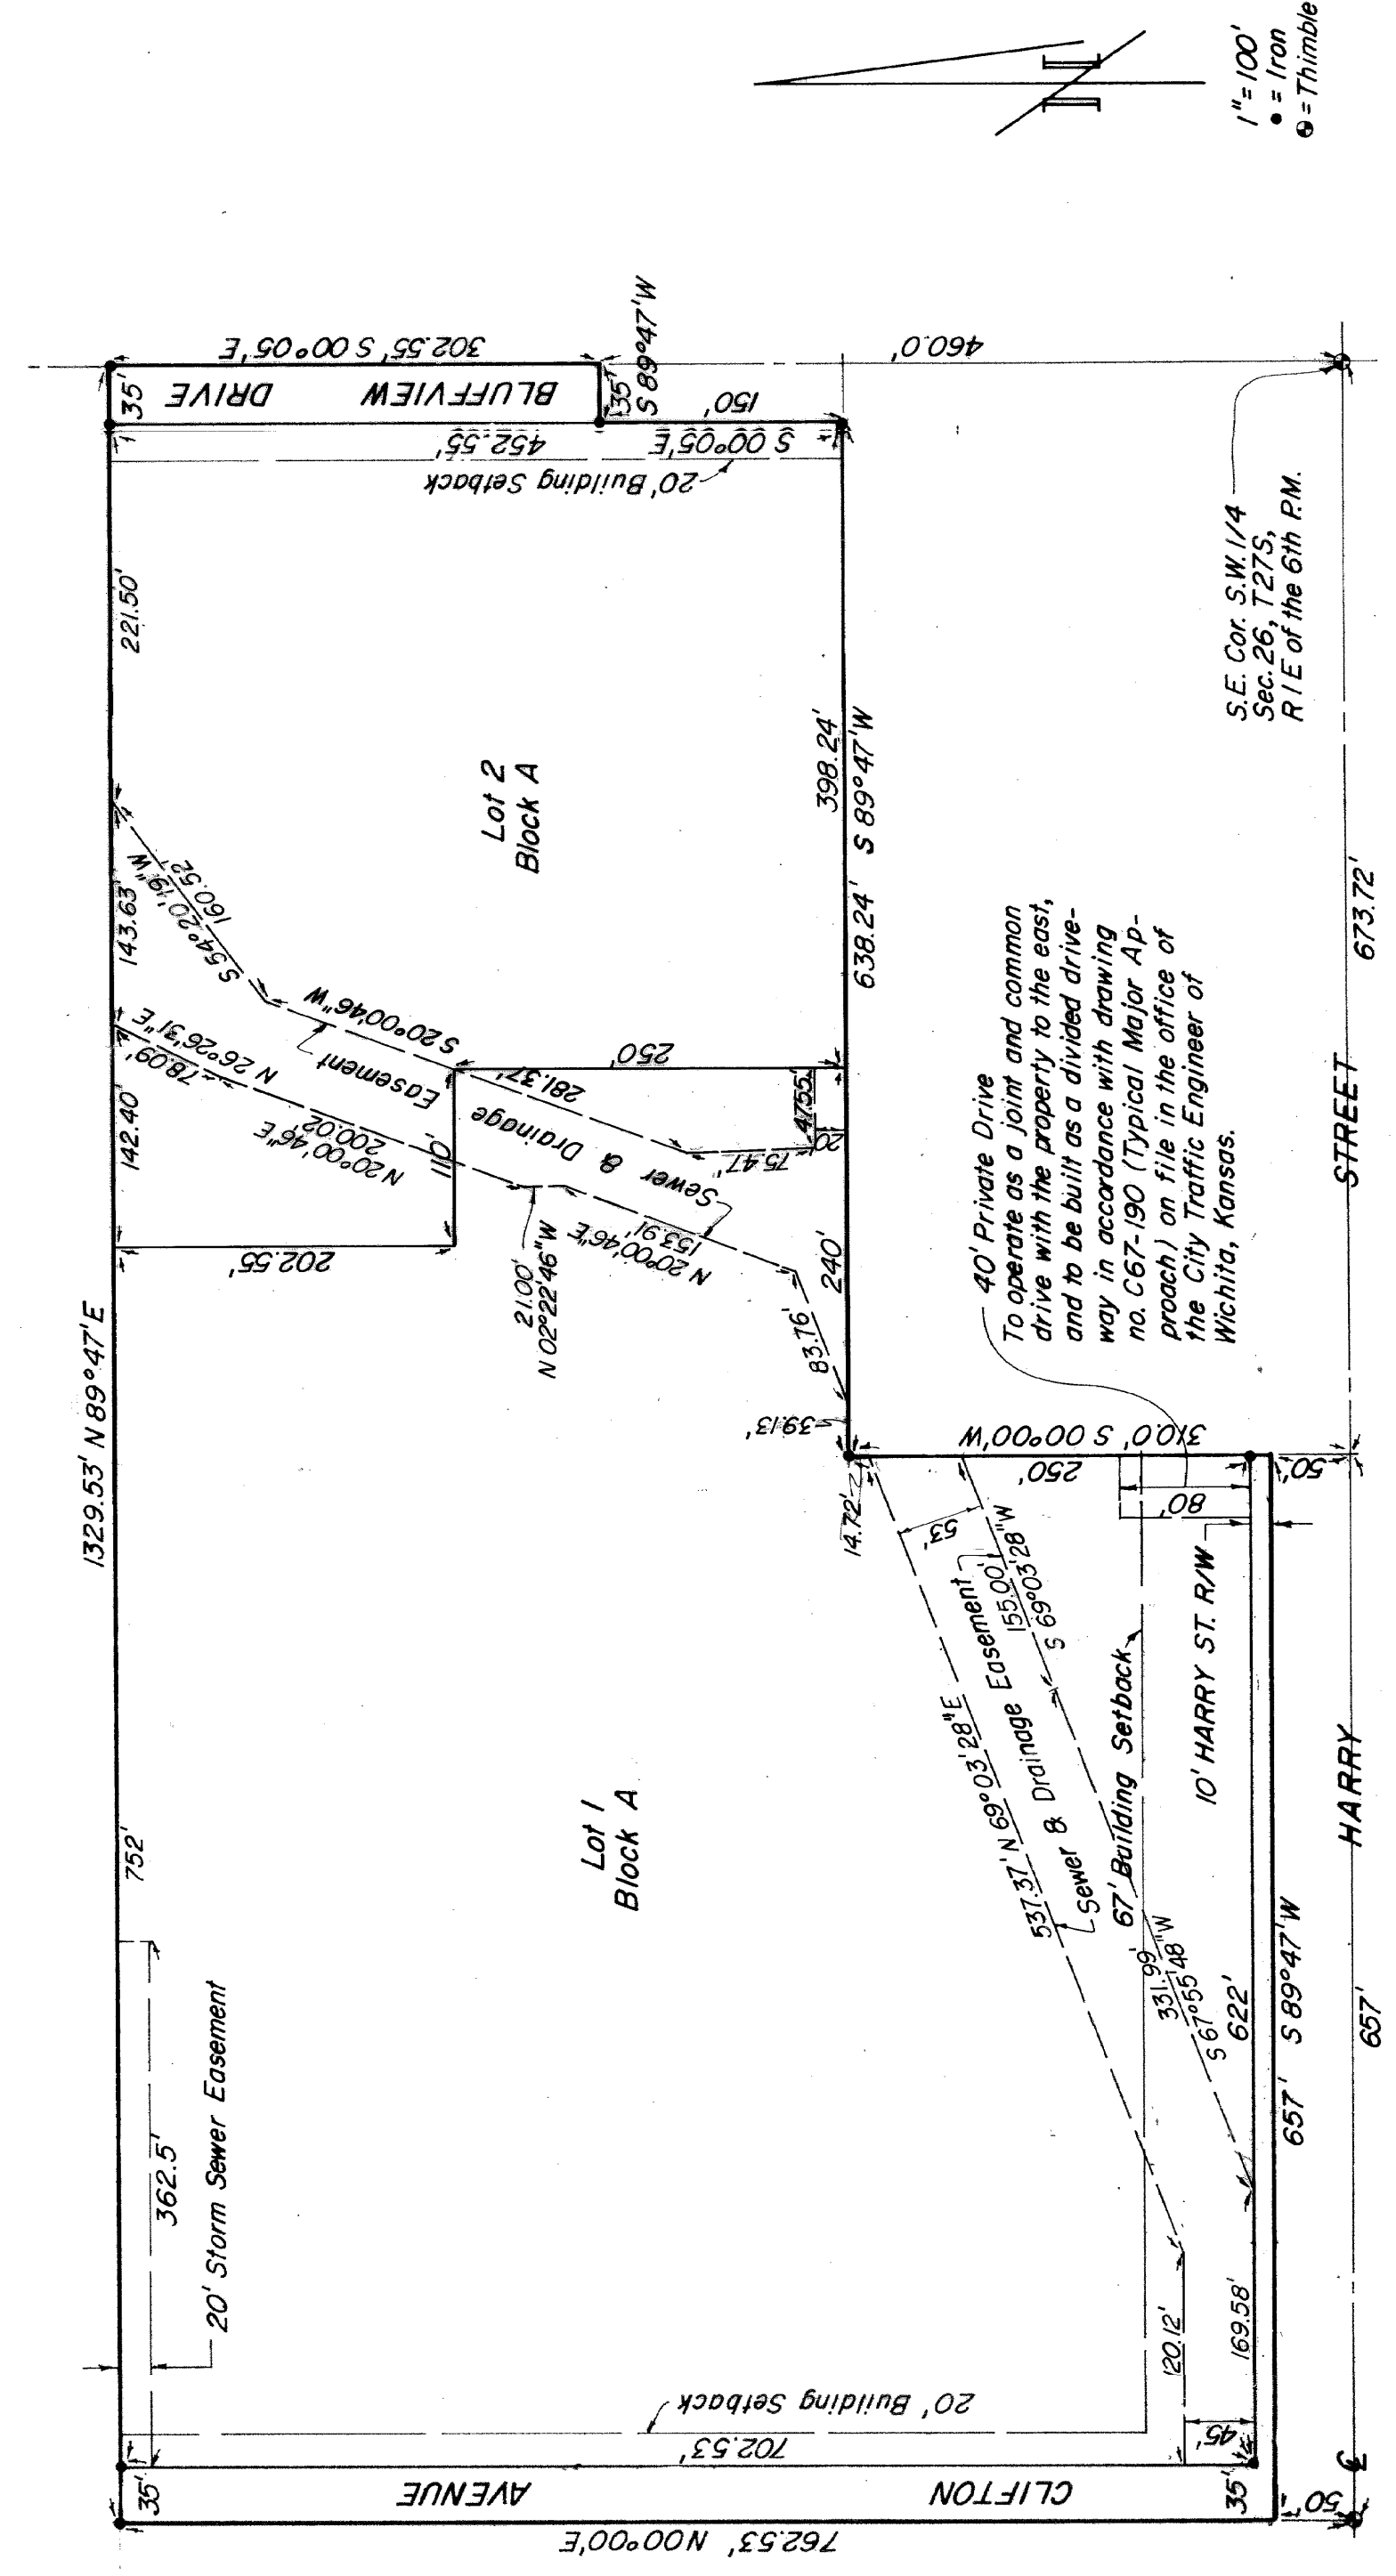 1329.53' N 89°47' E
35'
752'
142.40'
143.63'
221.50'
35'
362.5'
20' Storm Sewer Easement
202.55'
110.'
78.09'
N 26°26'31" E
N 20°00'46" E
200.02
S 54°20'19" W
160.52'
S 20°00'46" W
281.37'
Sewer & Drainage Easement
21.00'
N 02°22'46" W
N 20°00'46" E
153.91'
83.76'
75.47'
47.55'
20'
250'
Lot 2
Block A
20' Building Setback
452.55'
S 00°05' E
150'
BLUFFVIEW DRIVE
302.55' S 00°05' E
35'
S 89°47' W
460.0'
398.24'
638.24' S 89°47' W
240'
39.13'
14.72'
Lot 1
Block A
53'
537.37' N 69°03'28" E
Sewer & Drainage Easement
155.00'
S 69°03'28" W
67' Building Setback
331.99'
S 67°55'48" W
622'
120.12'
169.58'
45'
10' HARRY ST. R/W
80'
250'
310.0' S 00°00' W
50'
40' Private Drive
To operate as a joint and common
drive with the property to the east,
and to be built as a divided drive-
way in accordance with drawing
no. C67-190 (Typical Major Ap-
proach) on file in the office of
the City Traffic Engineer of
Wichita, Kansas.
S.E. Cor. S.W. 1/4
Sec. 26, T27S,
R1E of the 6th P.M.
20' Building Setback
702.53'
CLIFTON AVENUE
35'
762.53' N 00°00' E
50'
657' S 89°47' W
HARRY STREET
657'
673.72'
N
1"=100'
● = Iron
= Thimble